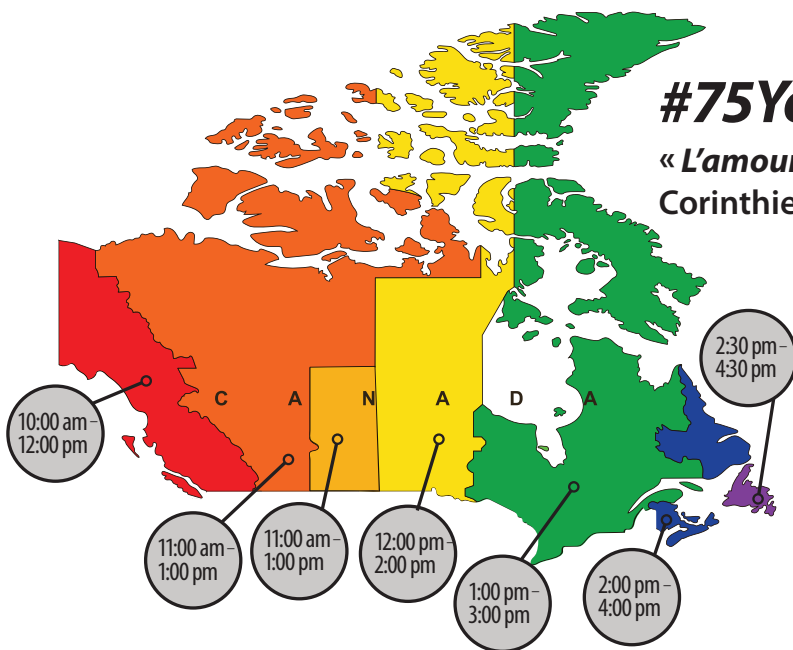 #75Y
« L'amour
Corinthie
2:30 pm–
4:30 pm
C A N A D A
10:00 am–
12:00 pm
11:00 am–
1:00 pm
11:00 am–
1:00 pm
12:00 pm–
2:00 pm
1:00 pm–
3:00 pm
2:00 pm–
4:00 pm